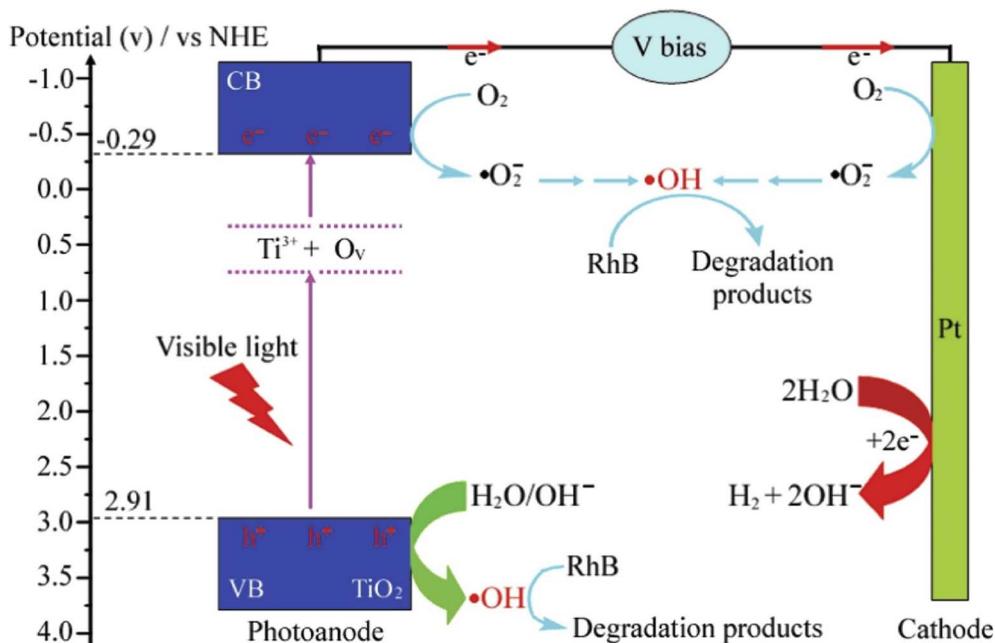 Potential (v) / vs NHE
V bias
e⁻
e⁻
-1.0
CB
O₂
O₂
-0.5
e⁻ e⁻ e⁻
-0.29
0.0
•O₂⁻
•OH
•O₂⁻
0.5
Ti³⁺ + Oᵥ
RhB
Degradation
products
1.0
Pt
1.5
Visible light
2H₂O
2.0
+2e⁻
2.5
2.91
H₂O/OH⁻
H₂ + 2OH⁻
3.0
h⁺ h⁺ h⁺
RhB
3.5
VB
TiO₂
•OH
Degradation products
4.0
Photoanode
Cathode